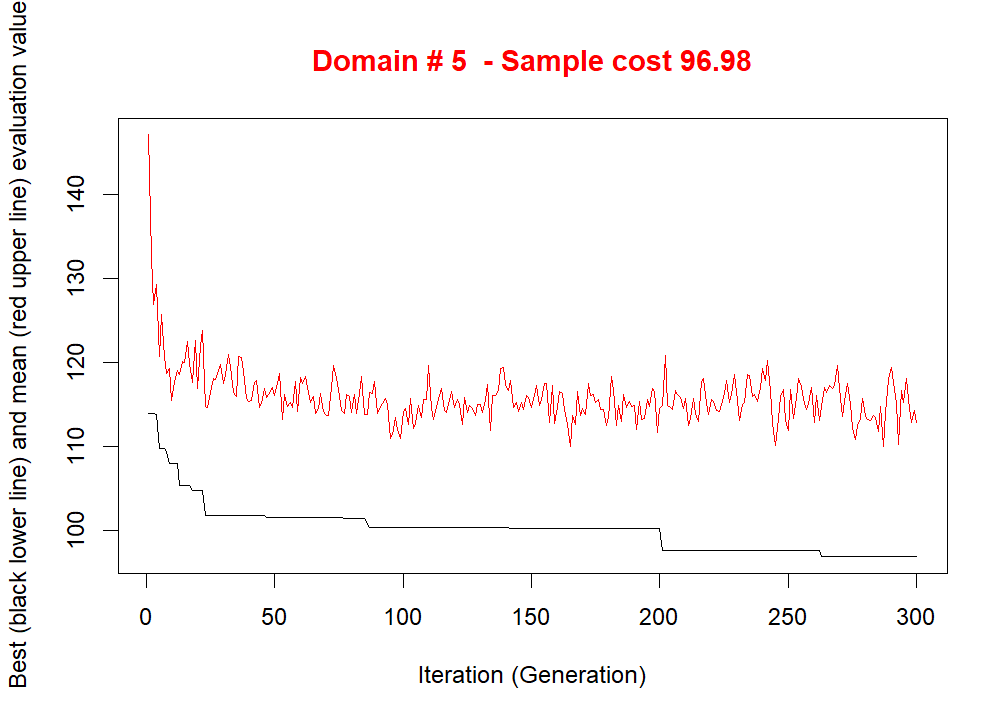 Domain # 5  - Sample cost 96.98
Best (black lower line) and mean (red upper line) evaluation value
140
130
120
110
100
0 50 100 150 200 250 300
Iteration (Generation)